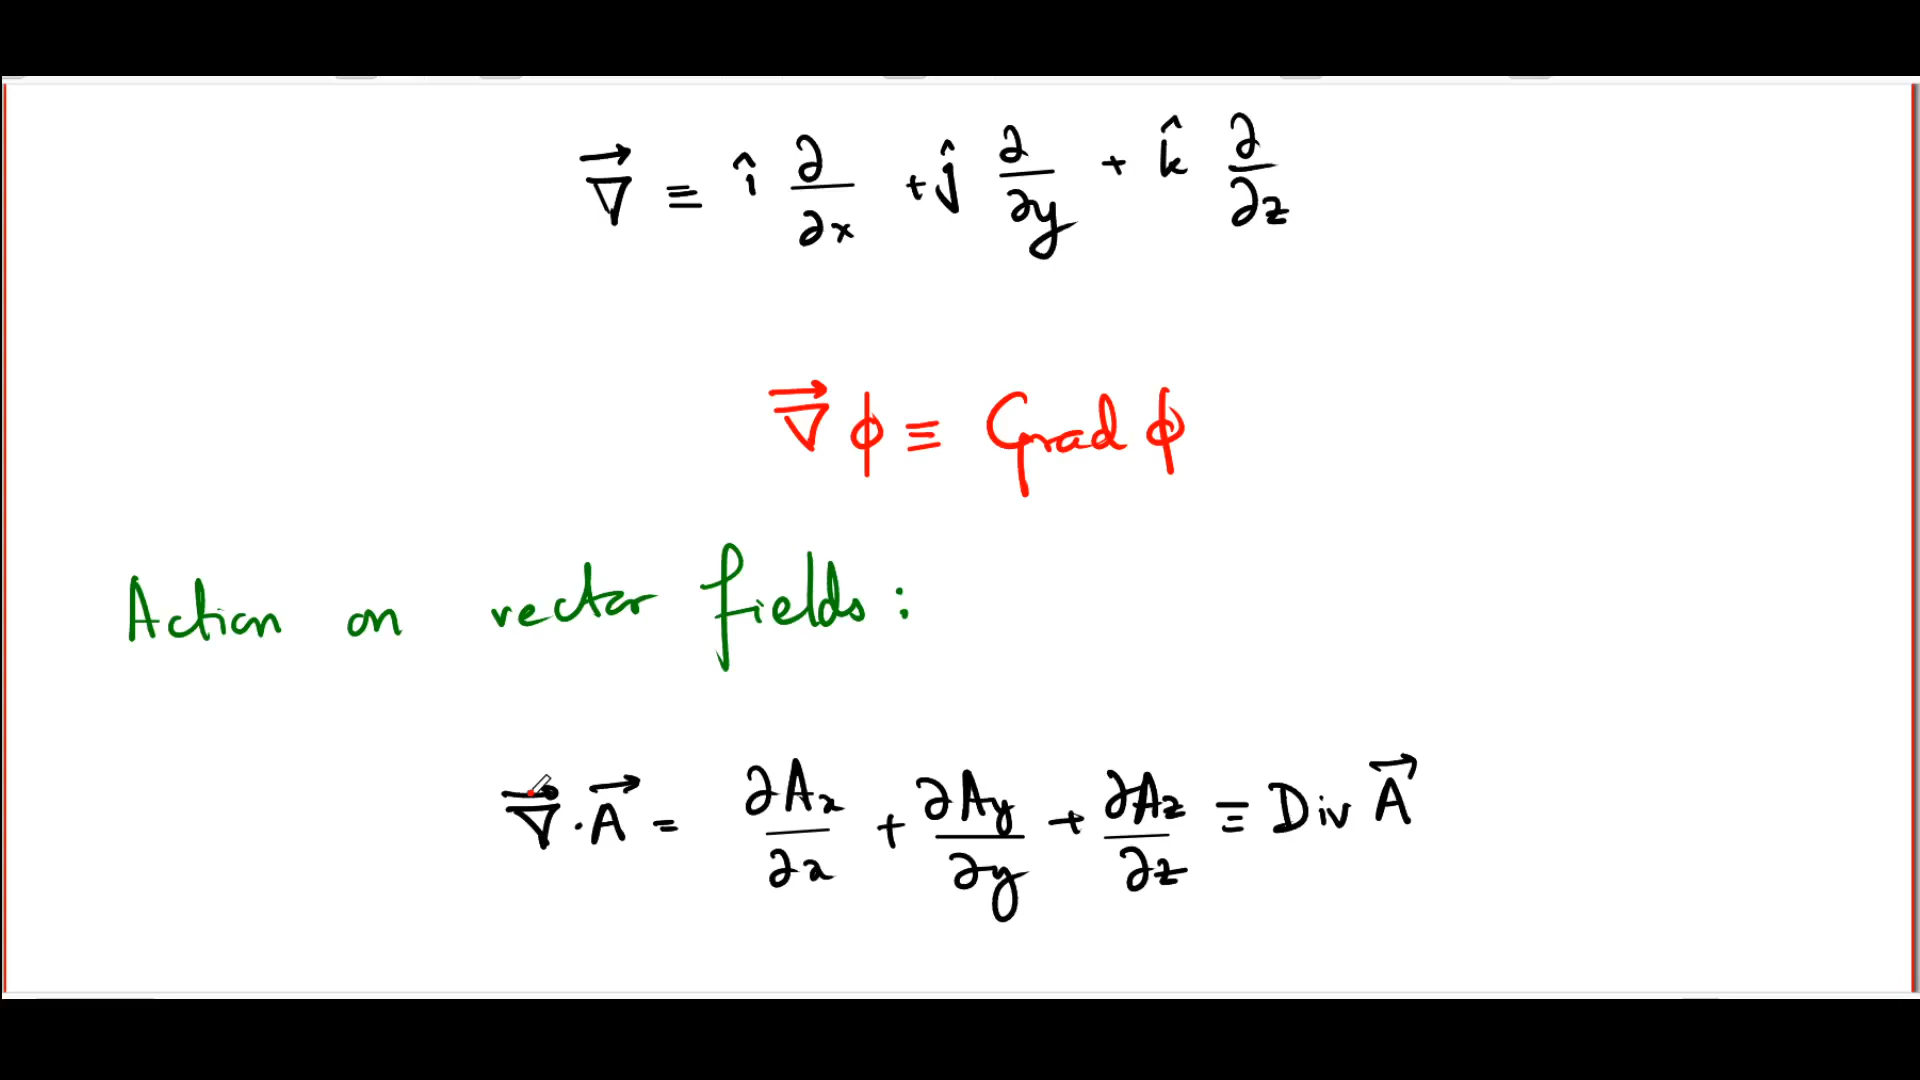 ∇⃗ ≡ î ∂/∂x + ĵ ∂/∂y + k̂ ∂/∂z
∇⃗ ϕ ≡ Grad ϕ
Action on vector fields :
∇⃗ · A⃗ = ∂Ax/∂x + ∂Ay/∂y + ∂Az/∂z ≡ Div A⃗